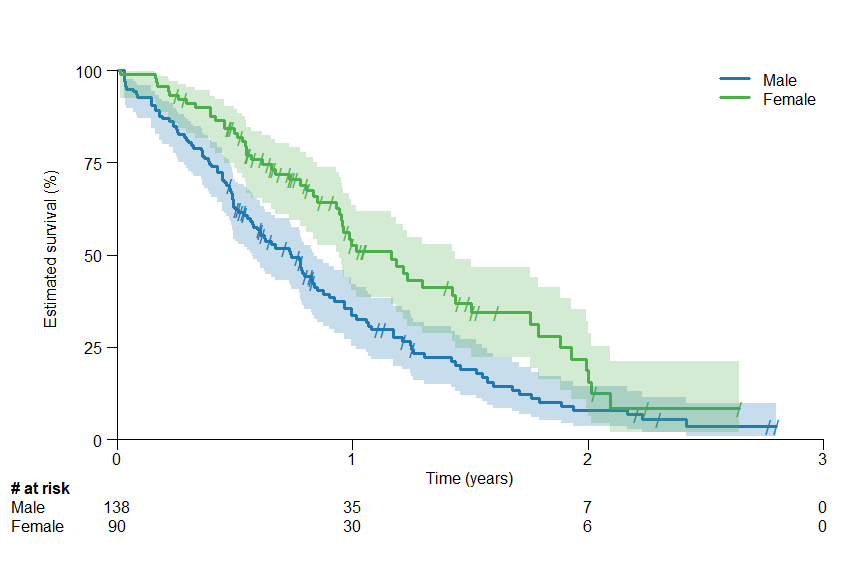 Male
Female
Estimated survival (%)
100
75
50
25
0
0 1 2 3
Time (years)
# at risk
Male 138 35 7 0
Female 90 30 6 0